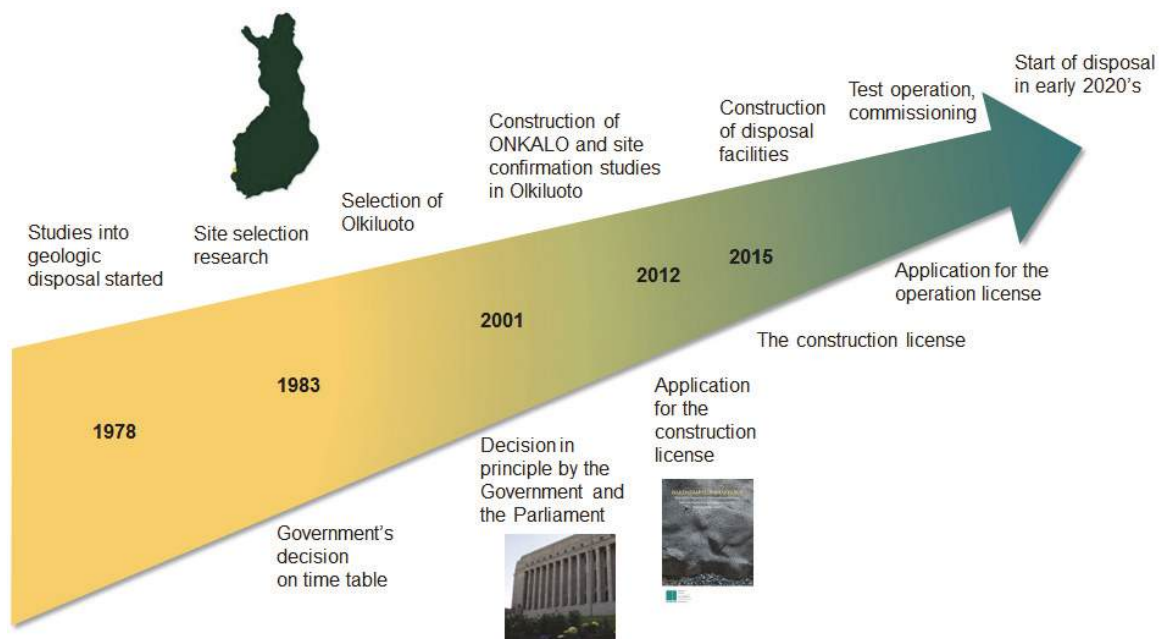 Start of disposal
in early 2020's
Test operation,
commissioning
Construction
of disposal
facilities
Construction of
ONKALO and site
confirmation studies
in Olkiluoto
Selection of
Olkiluoto
Site selection
research
Studies into
geologic
disposal started
1978
1983
2001
2012
2015
Application for the
operation license
The construction license
Application
for the
construction
license
Decision in
principle by the
Government and
the Parliament
Government's
decision
on time table